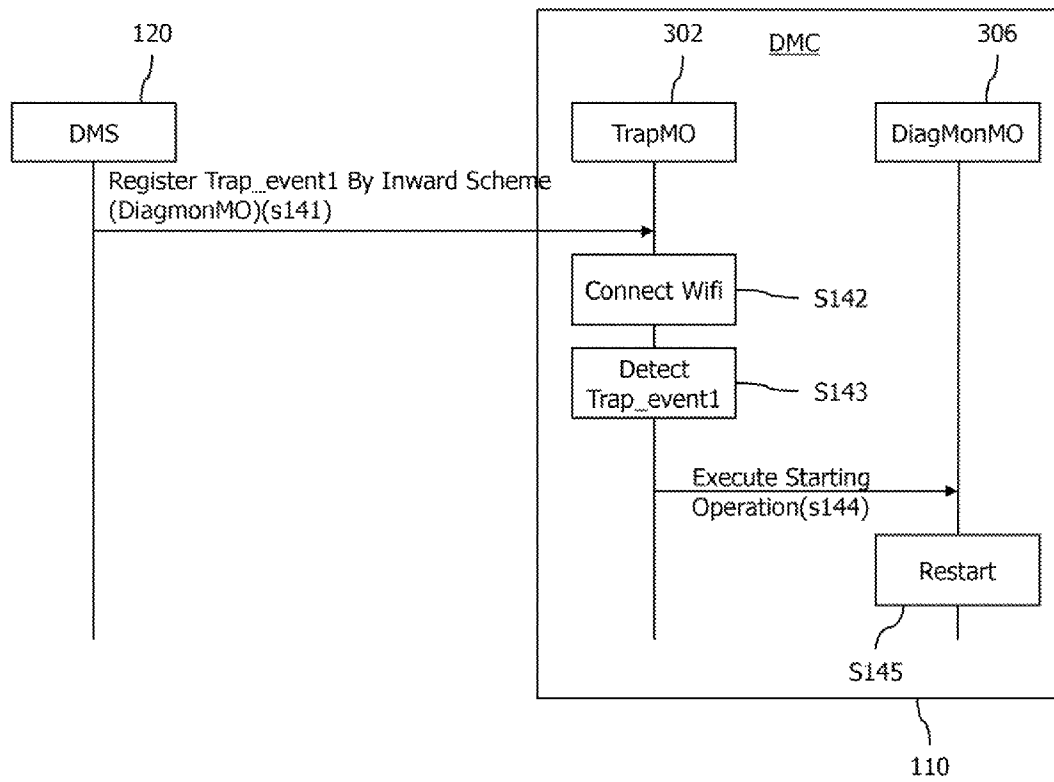 120
302
DMC
306
DMS
TrapMO
DiagMonMO
Register Trap_event1 By Inward Scheme
(DiagmonMO)(s141)
Connect Wifi
S142
Detect
Trap_event1
S143
Execute Starting
Operation(s144)
Restart
S145
110